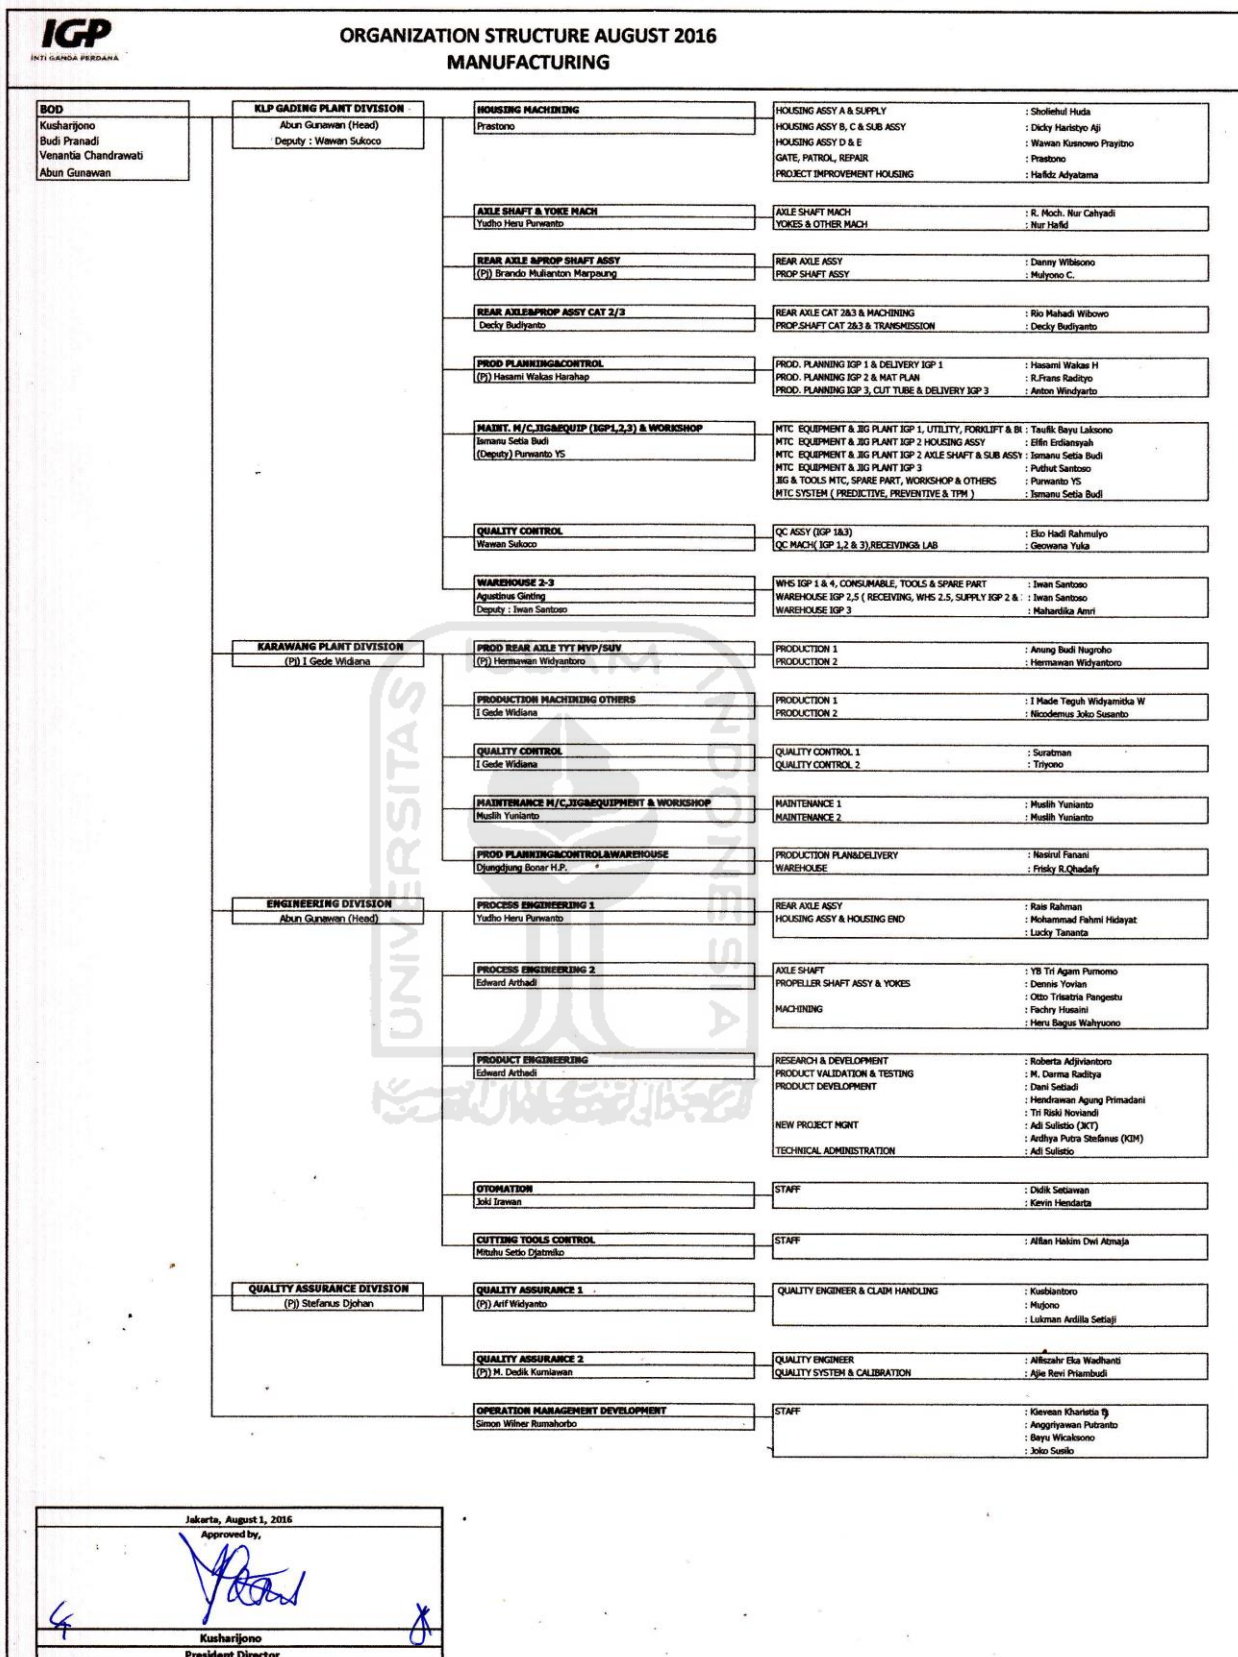 IGP
INTI GANDA PERDANA
ORGANIZATION STRUCTURE AUGUST 2016
MANUFACTURING
BOD
Kusharijono
Budi Pranadi
Venantia Chandrawati
Abun Gunawan
KLP GADING PLANT DIVISION
Abun Gunawan (Head)
Deputy : Wawan Sukoco
HOUSING MACHINING
Prastono
HOUSING ASSY A & SUPPLY : Sholiehul Huda
HOUSING ASSY B, C & SUB ASSY : Dicky Haristyo Aji
HOUSING ASSY D & E : Wawan Kusnowo Prayitno
GATE, PATROL, REPAIR : Prastono
PROJECT IMPROVEMENT HOUSING : Hafidz Adyatama
AXLE SHAFT & YOKE MACH
Yudho Heru Purwanto
AXLE SHAFT MACH : R. Moch. Nur Cahyadi
YOKES & OTHER MACH : Nur Hafid
REAR AXLE &PROP SHAFT ASSY
(Pj) Brando Mulianton Marpaung
REAR AXLE ASSY : Danny Wibisono
PROP SHAFT ASSY : Mulyono C.
REAR AXLE&PROP ASSY CAT 2/3
Decky Budiyanto
REAR AXLE CAT 2&3 & MACHINING : Rio Mahadi Wibowo
PROP.SHAFT CAT 2&3 & TRANSMISSION : Decky Budiyanto
PROD PLANNING&CONTROL
(Pj) Hasami Wakas Harahap
PROD. PLANNING IGP 1 & DELIVERY IGP 1 : Hasami Wakas H
PROD. PLANNING IGP 2 & MAT PLAN : R.Frans Radityo
PROD. PLANNING IGP 3, CUT TUBE & DELIVERY IGP 3 : Anton Windyarto
MAINT. M/C,JIG&EQUIP (IGP1,2,3) & WORKSHOP
Ismanu Setia Budi
(Deputy) Purwanto YS
MTC EQUIPMENT & JIG PLANT IGP 1, UTILITY, FORKLIFT & BU : Taufik Bayu Laksono
MTC EQUIPMENT & JIG PLANT IGP 2 HOUSING ASSY : Elfin Erdiansyah
MTC EQUIPMENT & JIG PLANT IGP 2 AXLE SHAFT & SUB ASSY : Ismanu Setia Budi
MTC EQUIPMENT & JIG PLANT IGP 3 : Puthut Santoso
JIG & TOOLS MTC, SPARE PART, WORKSHOP & OTHERS : Purwanto YS
MTC SYSTEM ( PREDICTIVE, PREVENTIVE & TPM ) : Ismanu Setia Budi
QUALITY CONTROL
Wawan Sukoco
QC ASSY (IGP 1&3) : Eko Hadi Rahmulyo
QC MACH( IGP 1,2 & 3),RECEIVING& LAB : Geowana Yuka
WAREHOUSE 2-3
Agustinus Ginting
Deputy : Iwan Santoso
WHS IGP 1 & 4, CONSUMABLE, TOOLS & SPARE PART : Iwan Santoso
WAREHOUSE IGP 2,5 ( RECEIVING, WHS 2.5, SUPPLY IGP 2 & : Iwan Santoso
WAREHOUSE IGP 3 : Mahardika Amri
KARAWANG PLANT DIVISION
(Pj) I Gede Widiana
PROD REAR AXLE TYT MVP/SUV
(Pj) Hermawan Widyantoro
PRODUCTION 1 : Anung Budi Nugroho
PRODUCTION 2 : Hermawan Widyantoro
PRODUCTION MACHINING OTHERS
I Gede Widiana
PRODUCTION 1 : I Made Teguh Widyamitka W
PRODUCTION 2 : Nicodemus Joko Susanto
QUALITY CONTROL
I Gede Widiana
QUALITY CONTROL 1 : Suratman
QUALITY CONTROL 2 : Triyono
MAINTENANCE M/C,JIG&EQUIPMENT & WORKSHOP
Muslih Yunianto
MAINTENANCE 1 : Muslih Yunianto
MAINTENANCE 2 : Muslih Yunianto
PROD PLANNING&CONTROL&WAREHOUSE
Djungdjung Bonar H.P.
PRODUCTION PLAN&DELIVERY : Nasirul Fanani
WAREHOUSE : Frisky R.Qhadafy
ENGINEERING DIVISION
Abun Gunawan (Head)
PROCESS ENGINEERING 1
Yudho Heru Purwanto
REAR AXLE ASSY : Rais Rahman
HOUSING ASSY & HOUSING END : Mohammad Fahmi Hidayat
: Lucky Tananta
PROCESS ENGINEERING 2
Edward Arthadi
AXLE SHAFT : YB Tri Agam Purnomo
PROPELLER SHAFT ASSY & YOKES : Dennis Yovian
: Otto Trisatria Pangestu
MACHINING : Fachry Husaini
: Heru Bagus Wahyuono
PRODUCT ENGINEERING
Edward Arthadi
RESEARCH & DEVELOPMENT : Roberta Adjiviantoro
PRODUCT VALIDATION & TESTING : M. Darma Raditya
PRODUCT DEVELOPMENT : Dani Setiadi
: Hendrawan Agung Primadani
: Tri Riski Noviandi
NEW PROJECT MGNT : Adi Sulistio (JKT)
: Ardhya Putra Stefanus (KIM)
TECHNICAL ADMINISTRATION : Adi Sulistio
OTOMATION
Joki Irawan
STAFF : Didik Setiawan
: Kevin Hendarta
CUTTING TOOLS CONTROL
Mituhu Setio Djatmiko
STAFF : Alfian Hakim Dwi Atmaja
QUALITY ASSURANCE DIVISION
(Pj) Stefanus Djohan
QUALITY ASSURANCE 1
(Pj) Arif Widyanto
QUALITY ENGINEER & CLAIM HANDLING : Kusbiantoro
: Mujono
: Lukman Ardilla Setiaji
QUALITY ASSURANCE 2
(Pj) M. Dedik Kurniawan
QUALITY ENGINEER : Alfiszahr Eka Wadhanti
QUALITY SYSTEM & CALIBRATION : Ajie Revi Priambudi
OPERATION MANAGEMENT DEVELOPMENT
Simon Wilner Rumahorbo
STAFF : Kievean Kharistia
: Anggriyawan Putranto
: Bayu Wicaksono
: Joko Susilo
UNIVERSITAS ISLAM INDONESIA
Jakarta, August 1, 2016
Approved by,
Kusharijono
President Director